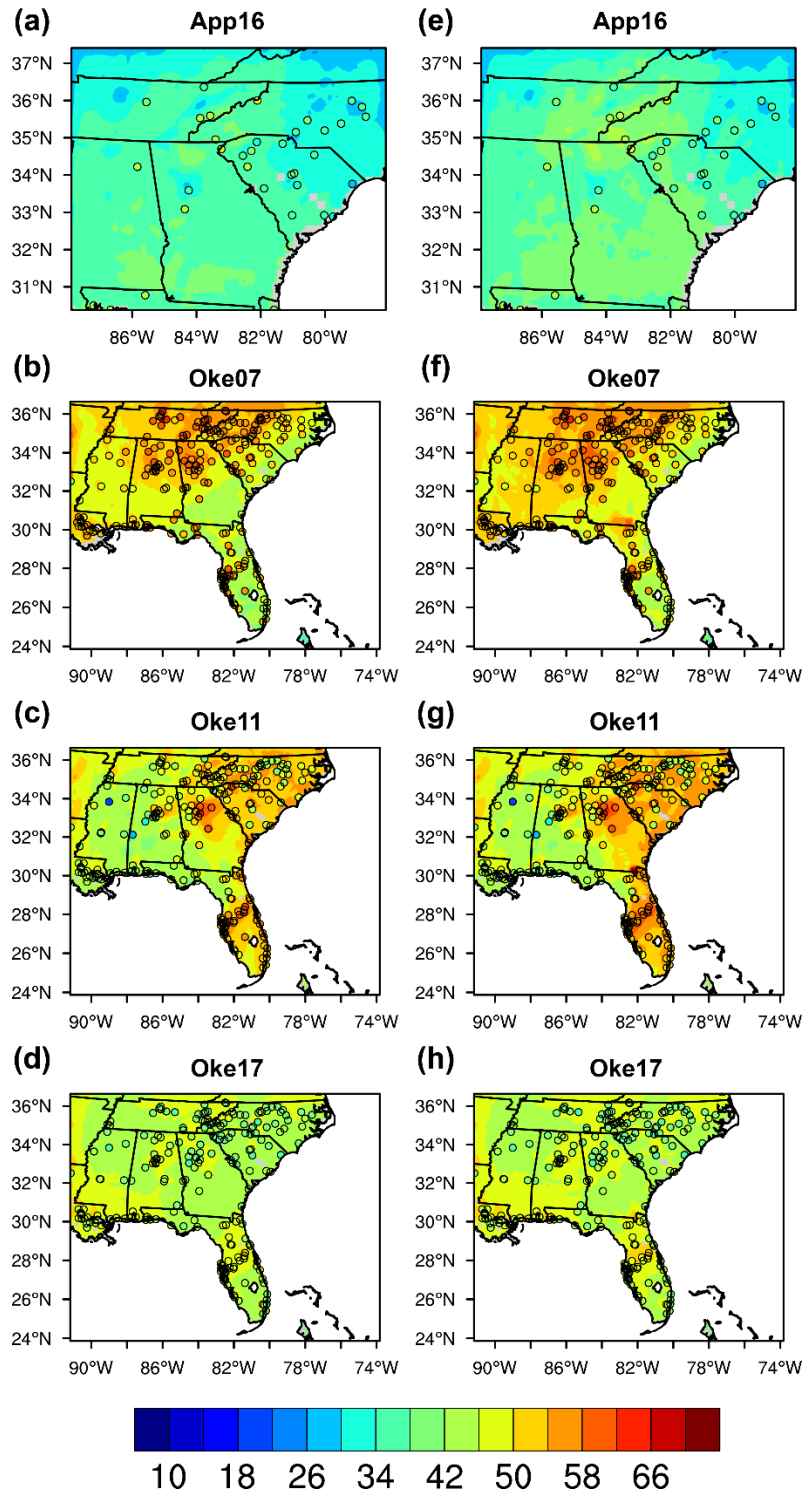 (a) App16
37°N
36°N
35°N
34°N
33°N
32°N
31°N
86°W 84°W 82°W 80°W
(e) App16
37°N
36°N
35°N
34°N
33°N
32°N
31°N
86°W 84°W 82°W 80°W
(b) Oke07
36°N
34°N
32°N
30°N
28°N
26°N
24°N
90°W 86°W 82°W 78°W 74°W
(f) Oke07
36°N
34°N
32°N
30°N
28°N
26°N
24°N
90°W 86°W 82°W 78°W 74°W
(c) Oke11
36°N
34°N
32°N
30°N
28°N
26°N
24°N
90°W 86°W 82°W 78°W 74°W
(g) Oke11
36°N
34°N
32°N
30°N
28°N
26°N
24°N
90°W 86°W 82°W 78°W 74°W
(d) Oke17
36°N
34°N
32°N
30°N
28°N
26°N
24°N
90°W 86°W 82°W 78°W 74°W
(h) Oke17
36°N
34°N
32°N
30°N
28°N
26°N
24°N
90°W 86°W 82°W 78°W 74°W
10 18 26 34 42 50 58 66